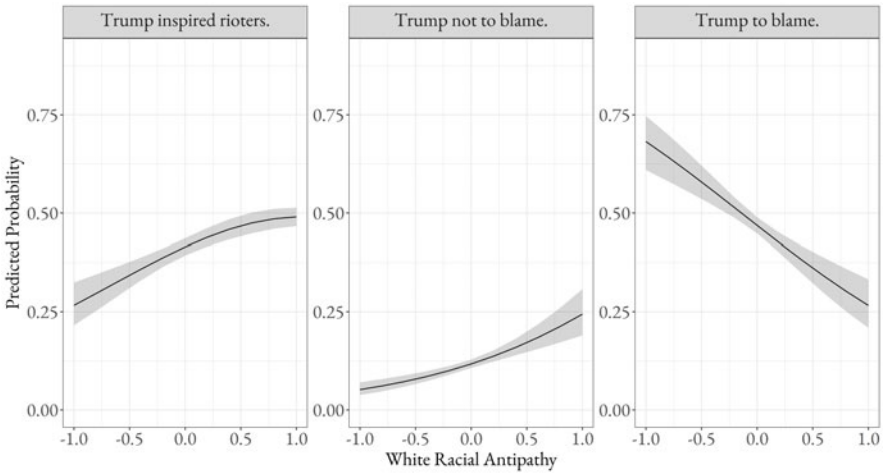 Trump inspired rioters.
Trump not to blame.
Trump to blame.
Predicted Probability
0.75
0.50
0.25
0.00
0.75
0.50
0.25
0.00
0.75
0.50
0.25
0.00
-1.0 -0.5 0.0 0.5 1.0
-1.0 -0.5 0.0 0.5 1.0
-1.0 -0.5 0.0 0.5 1.0
White Racial Antipathy